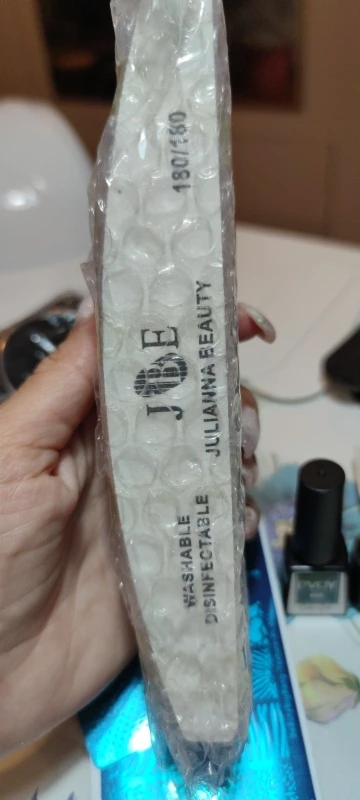 180/180
JBE
JULIANNA BEAUTY
WASHABLE
DISINFECTABLE